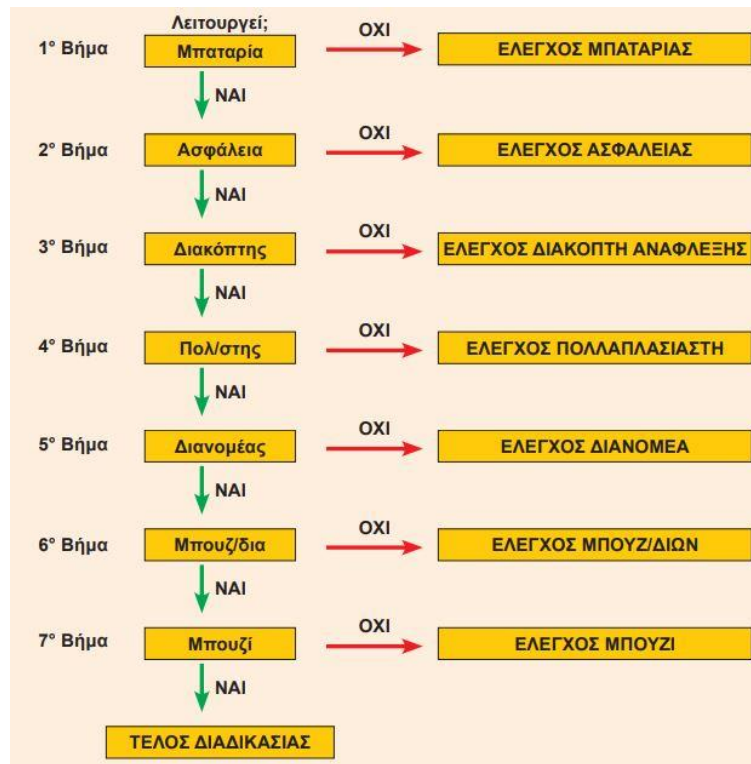 Λειτουργεί;
1° Βήμα Μπαταρία ΟΧΙ ΕΛΕΓΧΟΣ ΜΠΑΤΑΡΙΑΣ
ΝΑΙ
2° Βήμα Ασφάλεια ΟΧΙ ΕΛΕΓΧΟΣ ΑΣΦΑΛΕΙΑΣ
ΝΑΙ
3° Βήμα Διακόπτης ΟΧΙ ΕΛΕΓΧΟΣ ΔΙΑΚΟΠΤΗ ΑΝΑΦΛΕΞΗΣ
ΝΑΙ
4° Βήμα Πολ/στης ΟΧΙ ΕΛΕΓΧΟΣ ΠΟΛΛΑΠΛΑΣΙΑΣΤΗ
ΝΑΙ
5° Βήμα Διανομέας ΟΧΙ ΕΛΕΓΧΟΣ ΔΙΑΝΟΜΕΑ
ΝΑΙ
6° Βήμα Μπουζ/δια ΟΧΙ ΕΛΕΓΧΟΣ ΜΠΟΥΖ/ΔΙΩΝ
ΝΑΙ
7° Βήμα Μπουζί ΟΧΙ ΕΛΕΓΧΟΣ ΜΠΟΥΖΙ
ΝΑΙ
ΤΕΛΟΣ ΔΙΑΔΙΚΑΣΙΑΣ